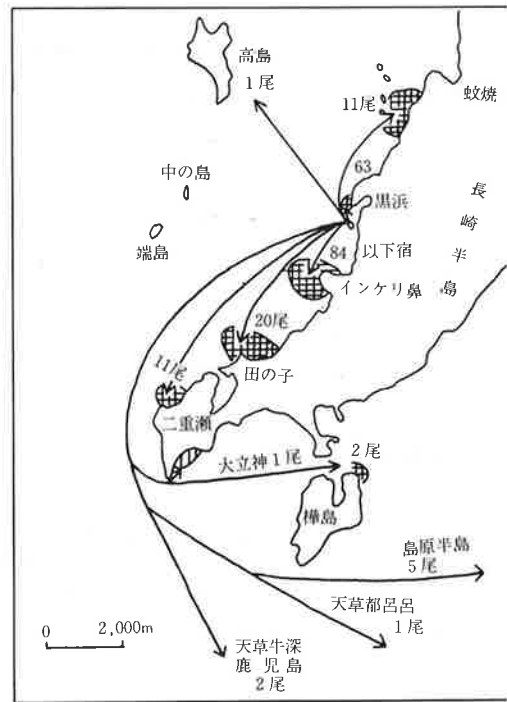 高島
1尾
11尾
蚊焼
63
中の島
黒浜
長崎半島
端島
84
以下宿
インケリ鼻
20尾
田の子
11尾
二重瀬
大立神1尾
2尾
樺島
島原半島
5尾
天草都呂呂
1尾
0 2,000m
天草牛深
鹿児島
2尾